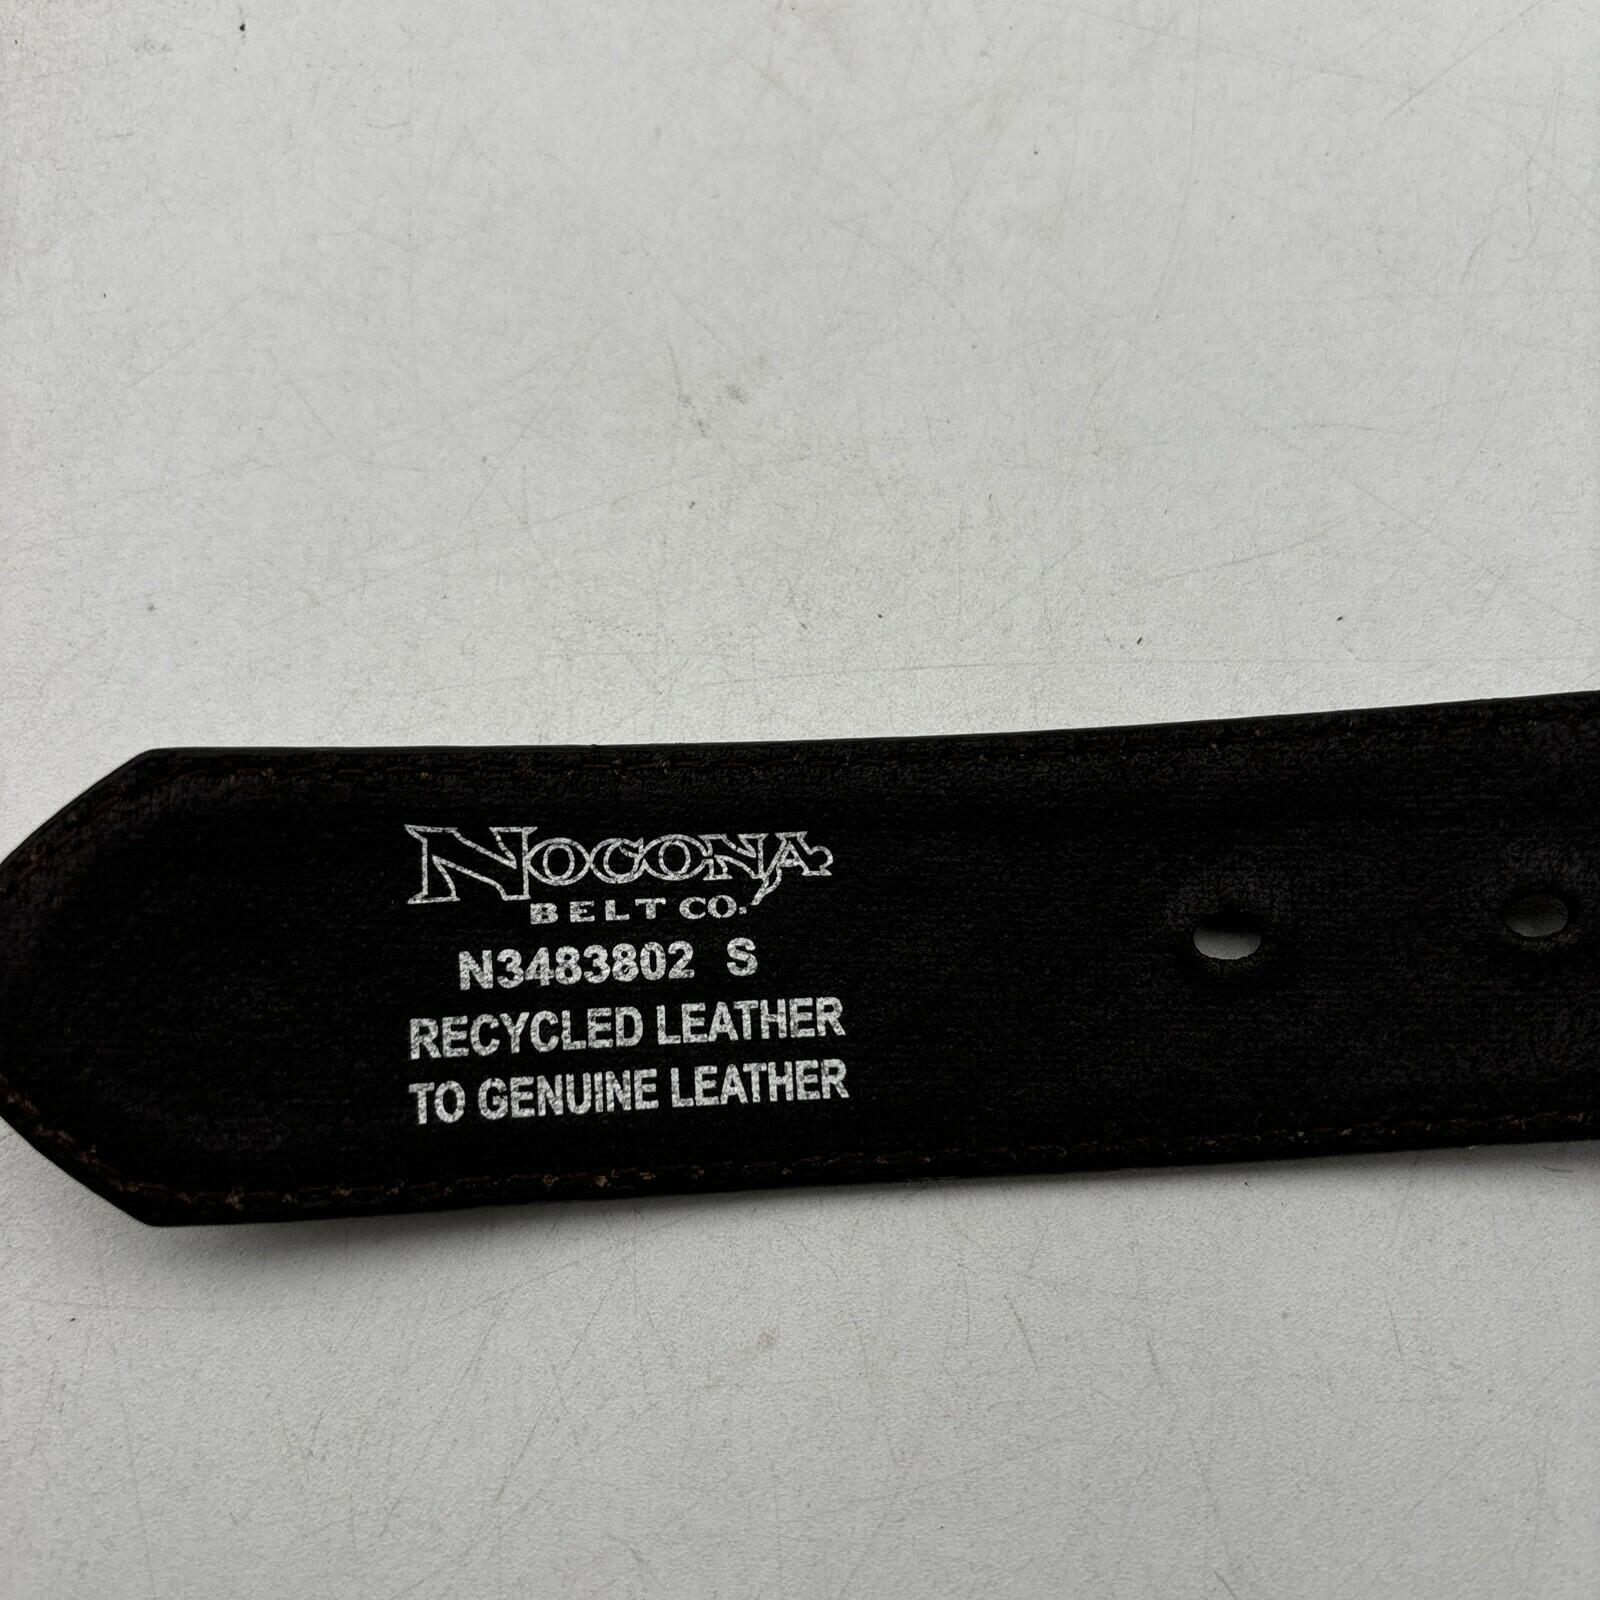 NOCONA
BELT CO.
N3483802 S
RECYCLED LEATHER
TO GENUINE LEATHER